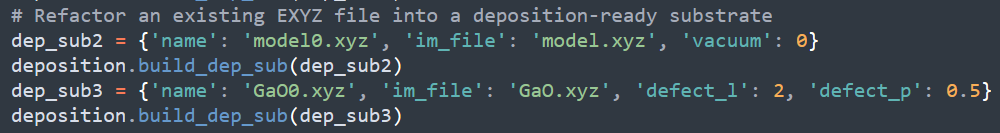 # Refactor an existing EXYZ file into a deposition-ready substrate
dep_sub2 = {'name': 'model0.xyz', 'im_file': 'model.xyz', 'vacuum': 0}
deposition.build_dep_sub(dep_sub2)
dep_sub3 = {'name': 'GaO0.xyz', 'im_file': 'GaO.xyz', 'defect_l': 2, 'defect_p': 0.5}
deposition.build_dep_sub(dep_sub3)